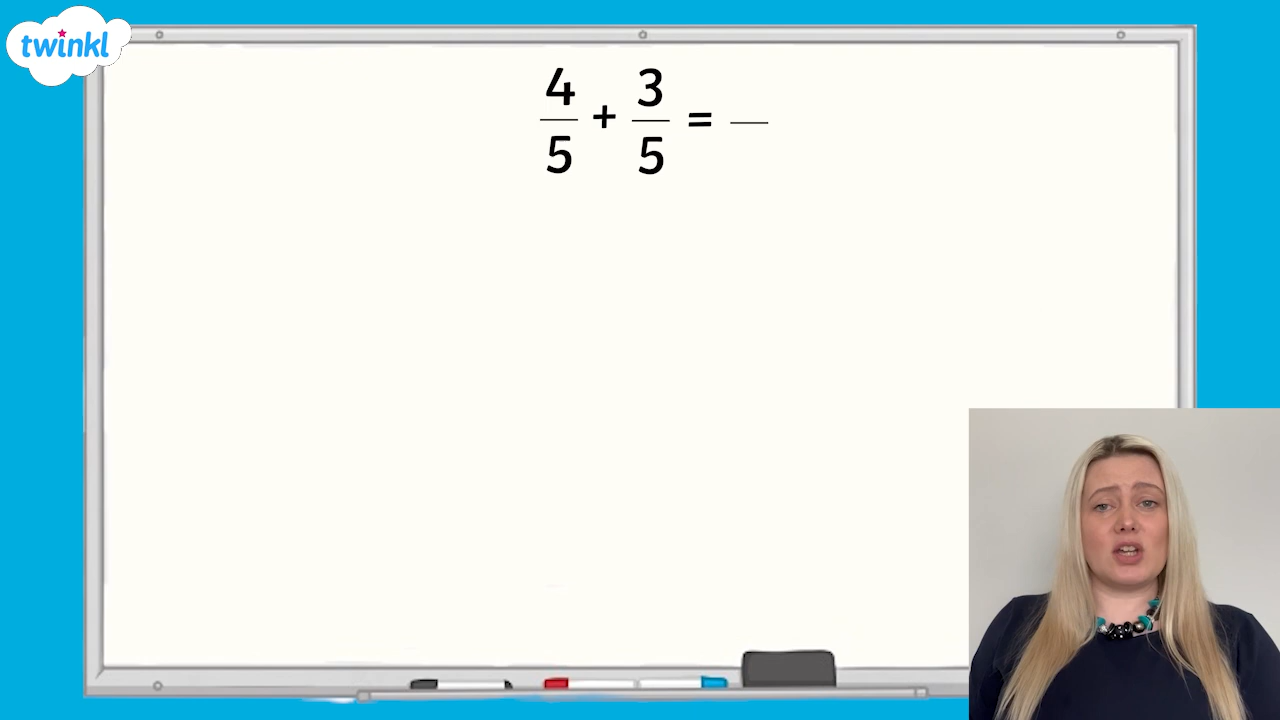 twinkl
4/5 + 3/5 = __